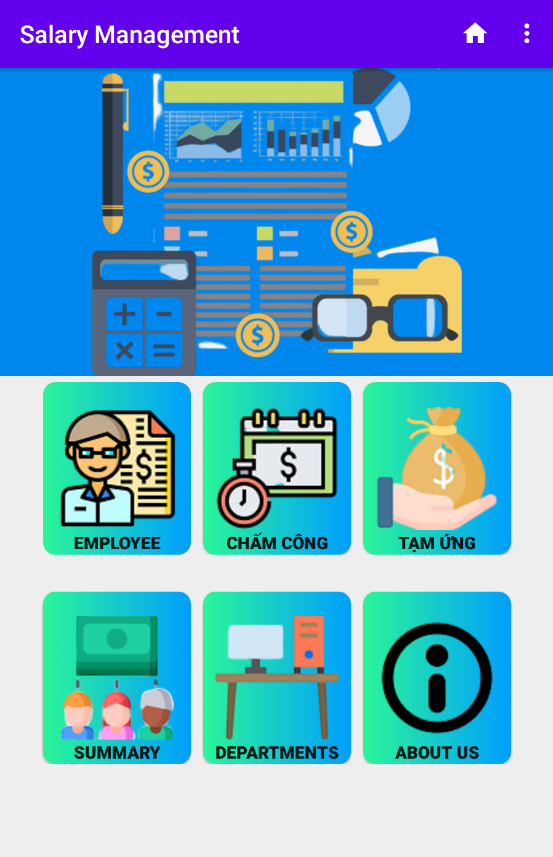 Salary Management
EMPLOYEE
CHẤM CÔNG
TẠM ỨNG
SUMMARY
DEPARTMENTS
ABOUT US